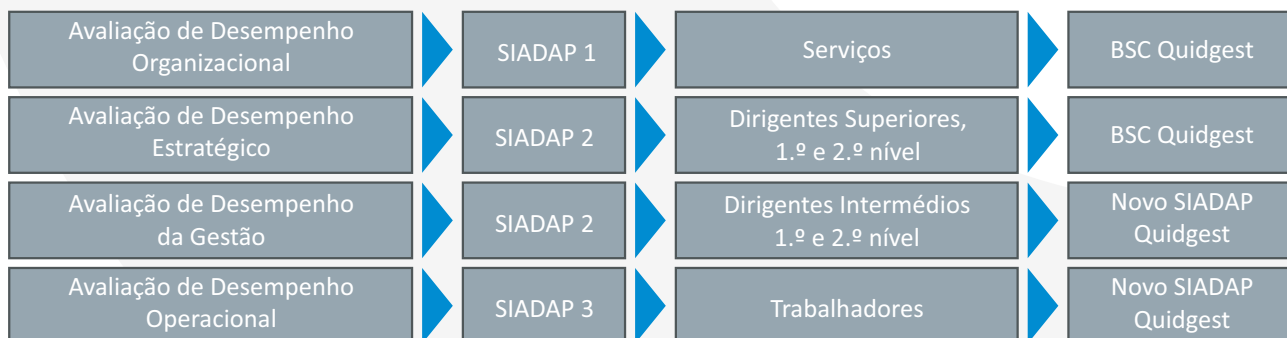 Avaliação de Desempenho
Organizacional
SIADAP 1
Serviços
BSC Quidgest
Avaliação de Desempenho
Estratégico
SIADAP 2
Dirigentes Superiores,
1.º e 2.º nível
BSC Quidgest
Avaliação de Desempenho
da Gestão
SIADAP 2
Dirigentes Intermédios
1.º e 2.º nível
Novo SIADAP
Quidgest
Avaliação de Desempenho
Operacional
SIADAP 3
Trabalhadores
Novo SIADAP
Quidgest